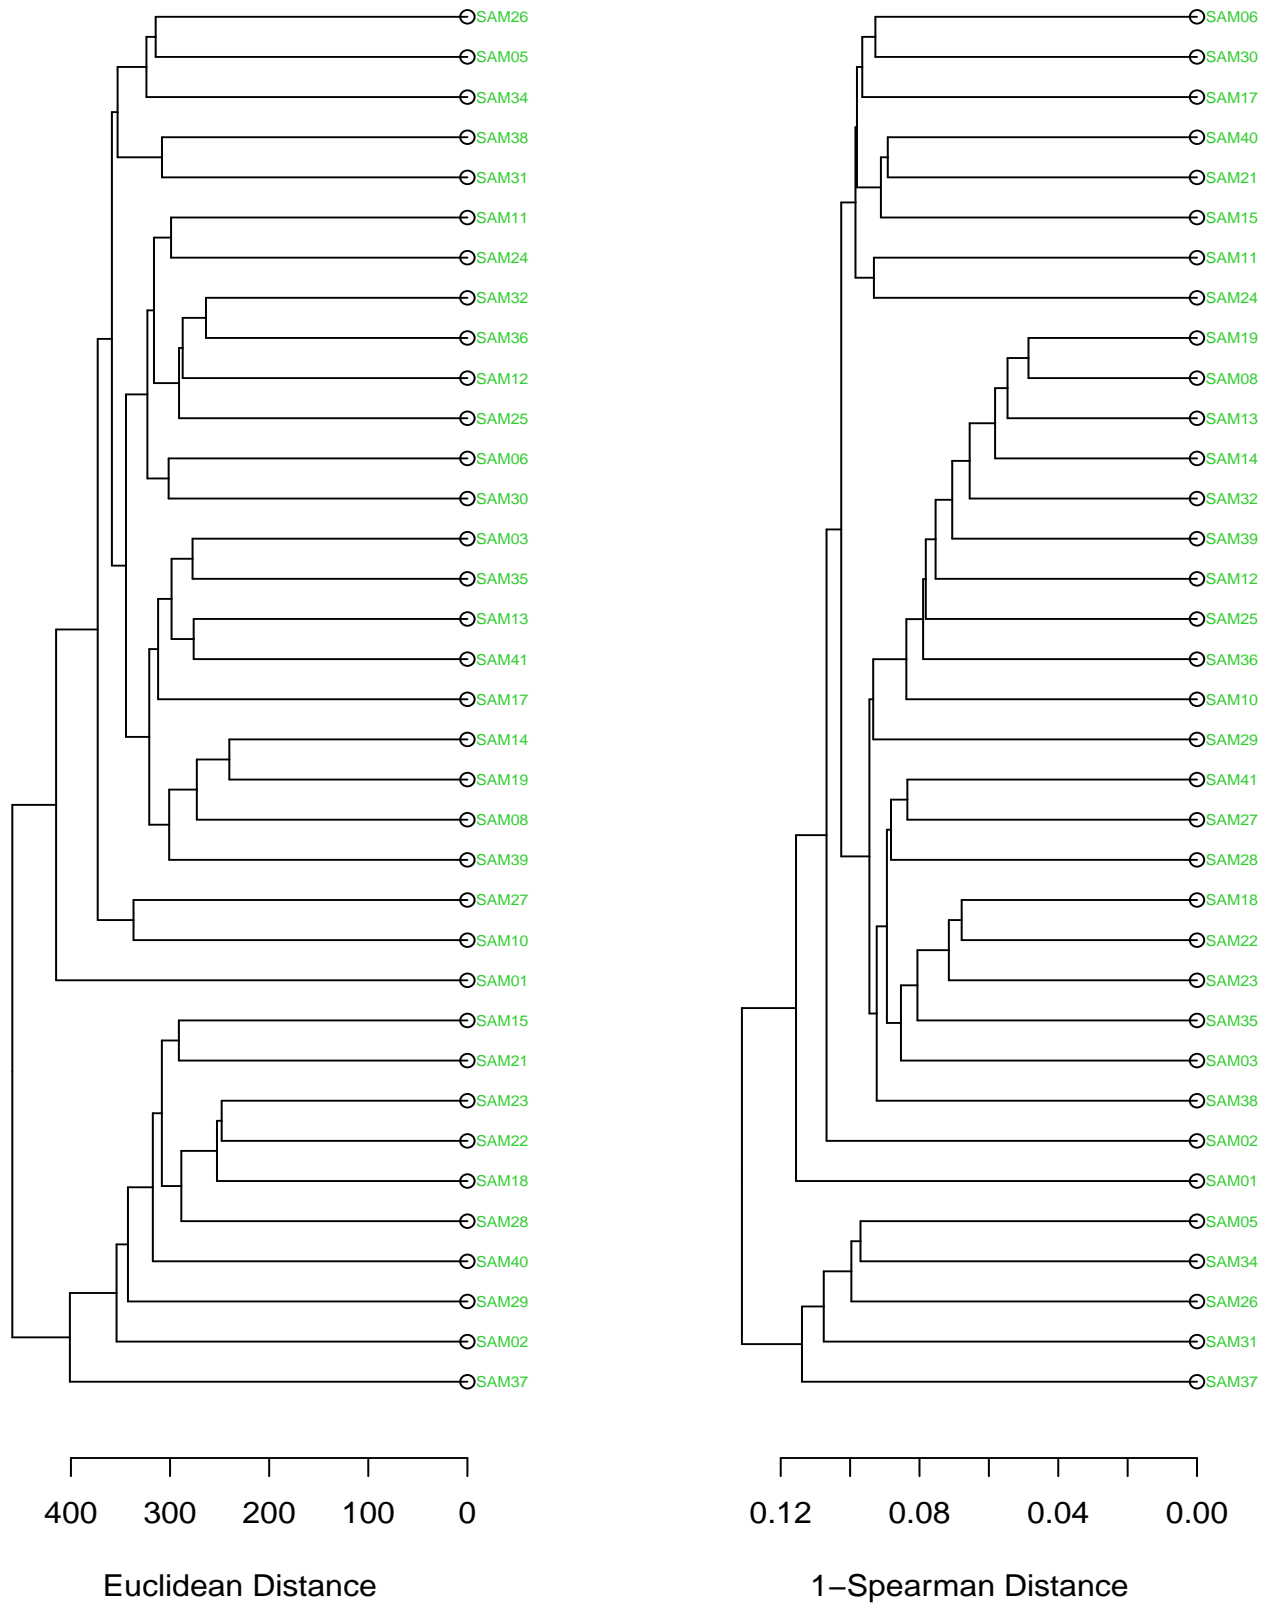 SAM26
SAM05
SAM34
SAM38
SAM31
SAM11
SAM24
SAM32
SAM36
SAM12
SAM25
SAM06
SAM30
SAM03
SAM35
SAM13
SAM41
SAM17
SAM14
SAM19
SAM08
SAM39
SAM27
SAM10
SAM01
SAM15
SAM21
SAM23
SAM22
SAM18
SAM28
SAM40
SAM29
SAM02
SAM37
400 300 200 100 0
Euclidean Distance
SAM06
SAM30
SAM17
SAM40
SAM21
SAM15
SAM11
SAM24
SAM19
SAM08
SAM13
SAM14
SAM32
SAM39
SAM12
SAM25
SAM36
SAM10
SAM29
SAM41
SAM27
SAM28
SAM18
SAM22
SAM23
SAM35
SAM03
SAM38
SAM02
SAM01
SAM05
SAM34
SAM26
SAM31
SAM37
0.12 0.08 0.04 0.00
1−Spearman Distance